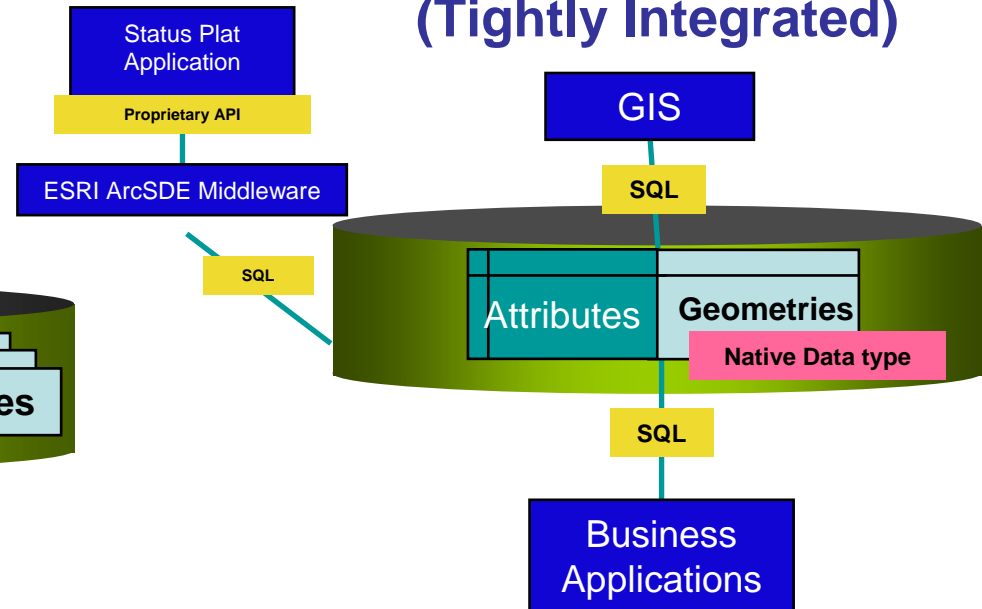 (Tightly Integrated)
Status Plat
Application
Proprietary API
ESRI ArcSDE Middleware
SQL
GIS
SQL
Attributes
Geometries
Native Data type
es
SQL
Business
Applications